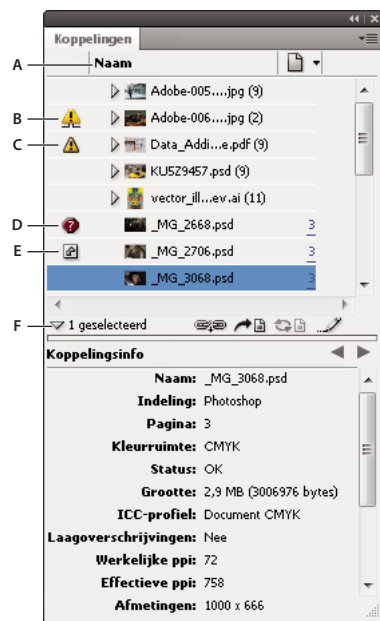 Koppelingen
A Naam
Adobe-005....jpg (9)
B Adobe-006....jpg (2)
C Data_Addi...e.pdf (9)
KU5Z9457.psd (9)
vector_ill...ev.ai (11)
D _MG_2668.psd 3
E _MG_2706.psd 3
_MG_3068.psd 3
F 1 geselecteerd
Koppelingsinfo
Naam: _MG_3068.psd
Indeling: Photoshop
Pagina: 3
Kleurruimte: CMYK
Status: OK
Grootte: 2,9 MB (3006976 bytes)
ICC-profiel: Document CMYK
Laagoverschrijvingen: Nee
Werkelijke ppi: 72
Effectieve ppi: 758
Afmetingen: 1000 x 666